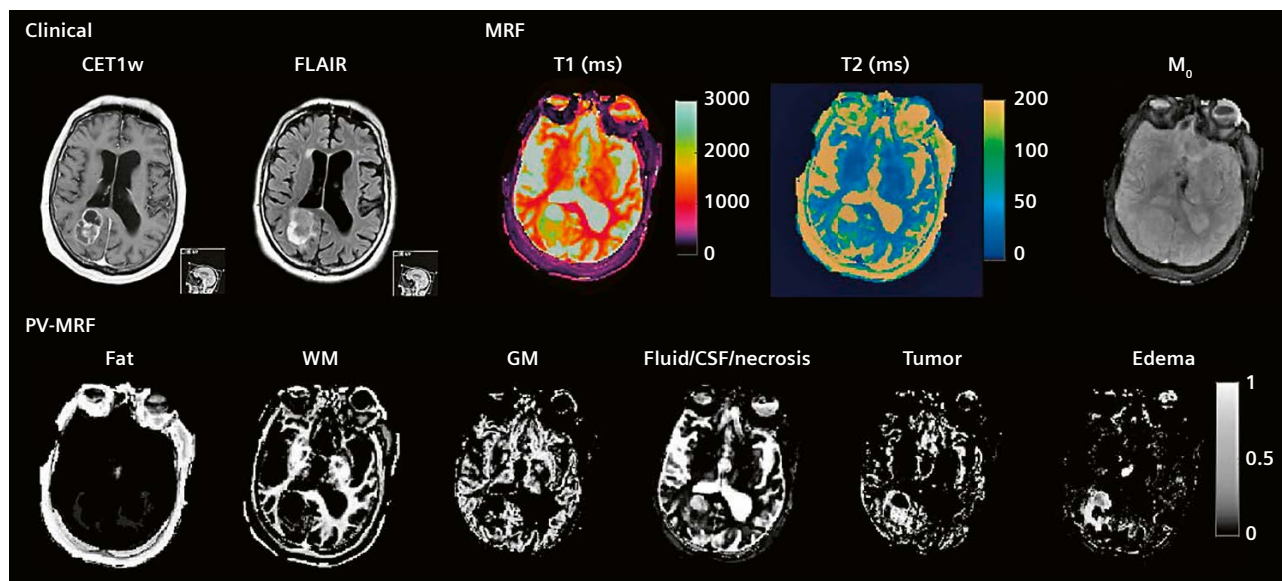 Clinical
MRF
CET1w
FLAIR
T1 (ms)
T2 (ms)
M₀
3000
2000
1000
0
200
100
50
0
PV-MRF
Fat
WM
GM
Fluid/CSF/necrosis
Tumor
Edema
1
0.5
0